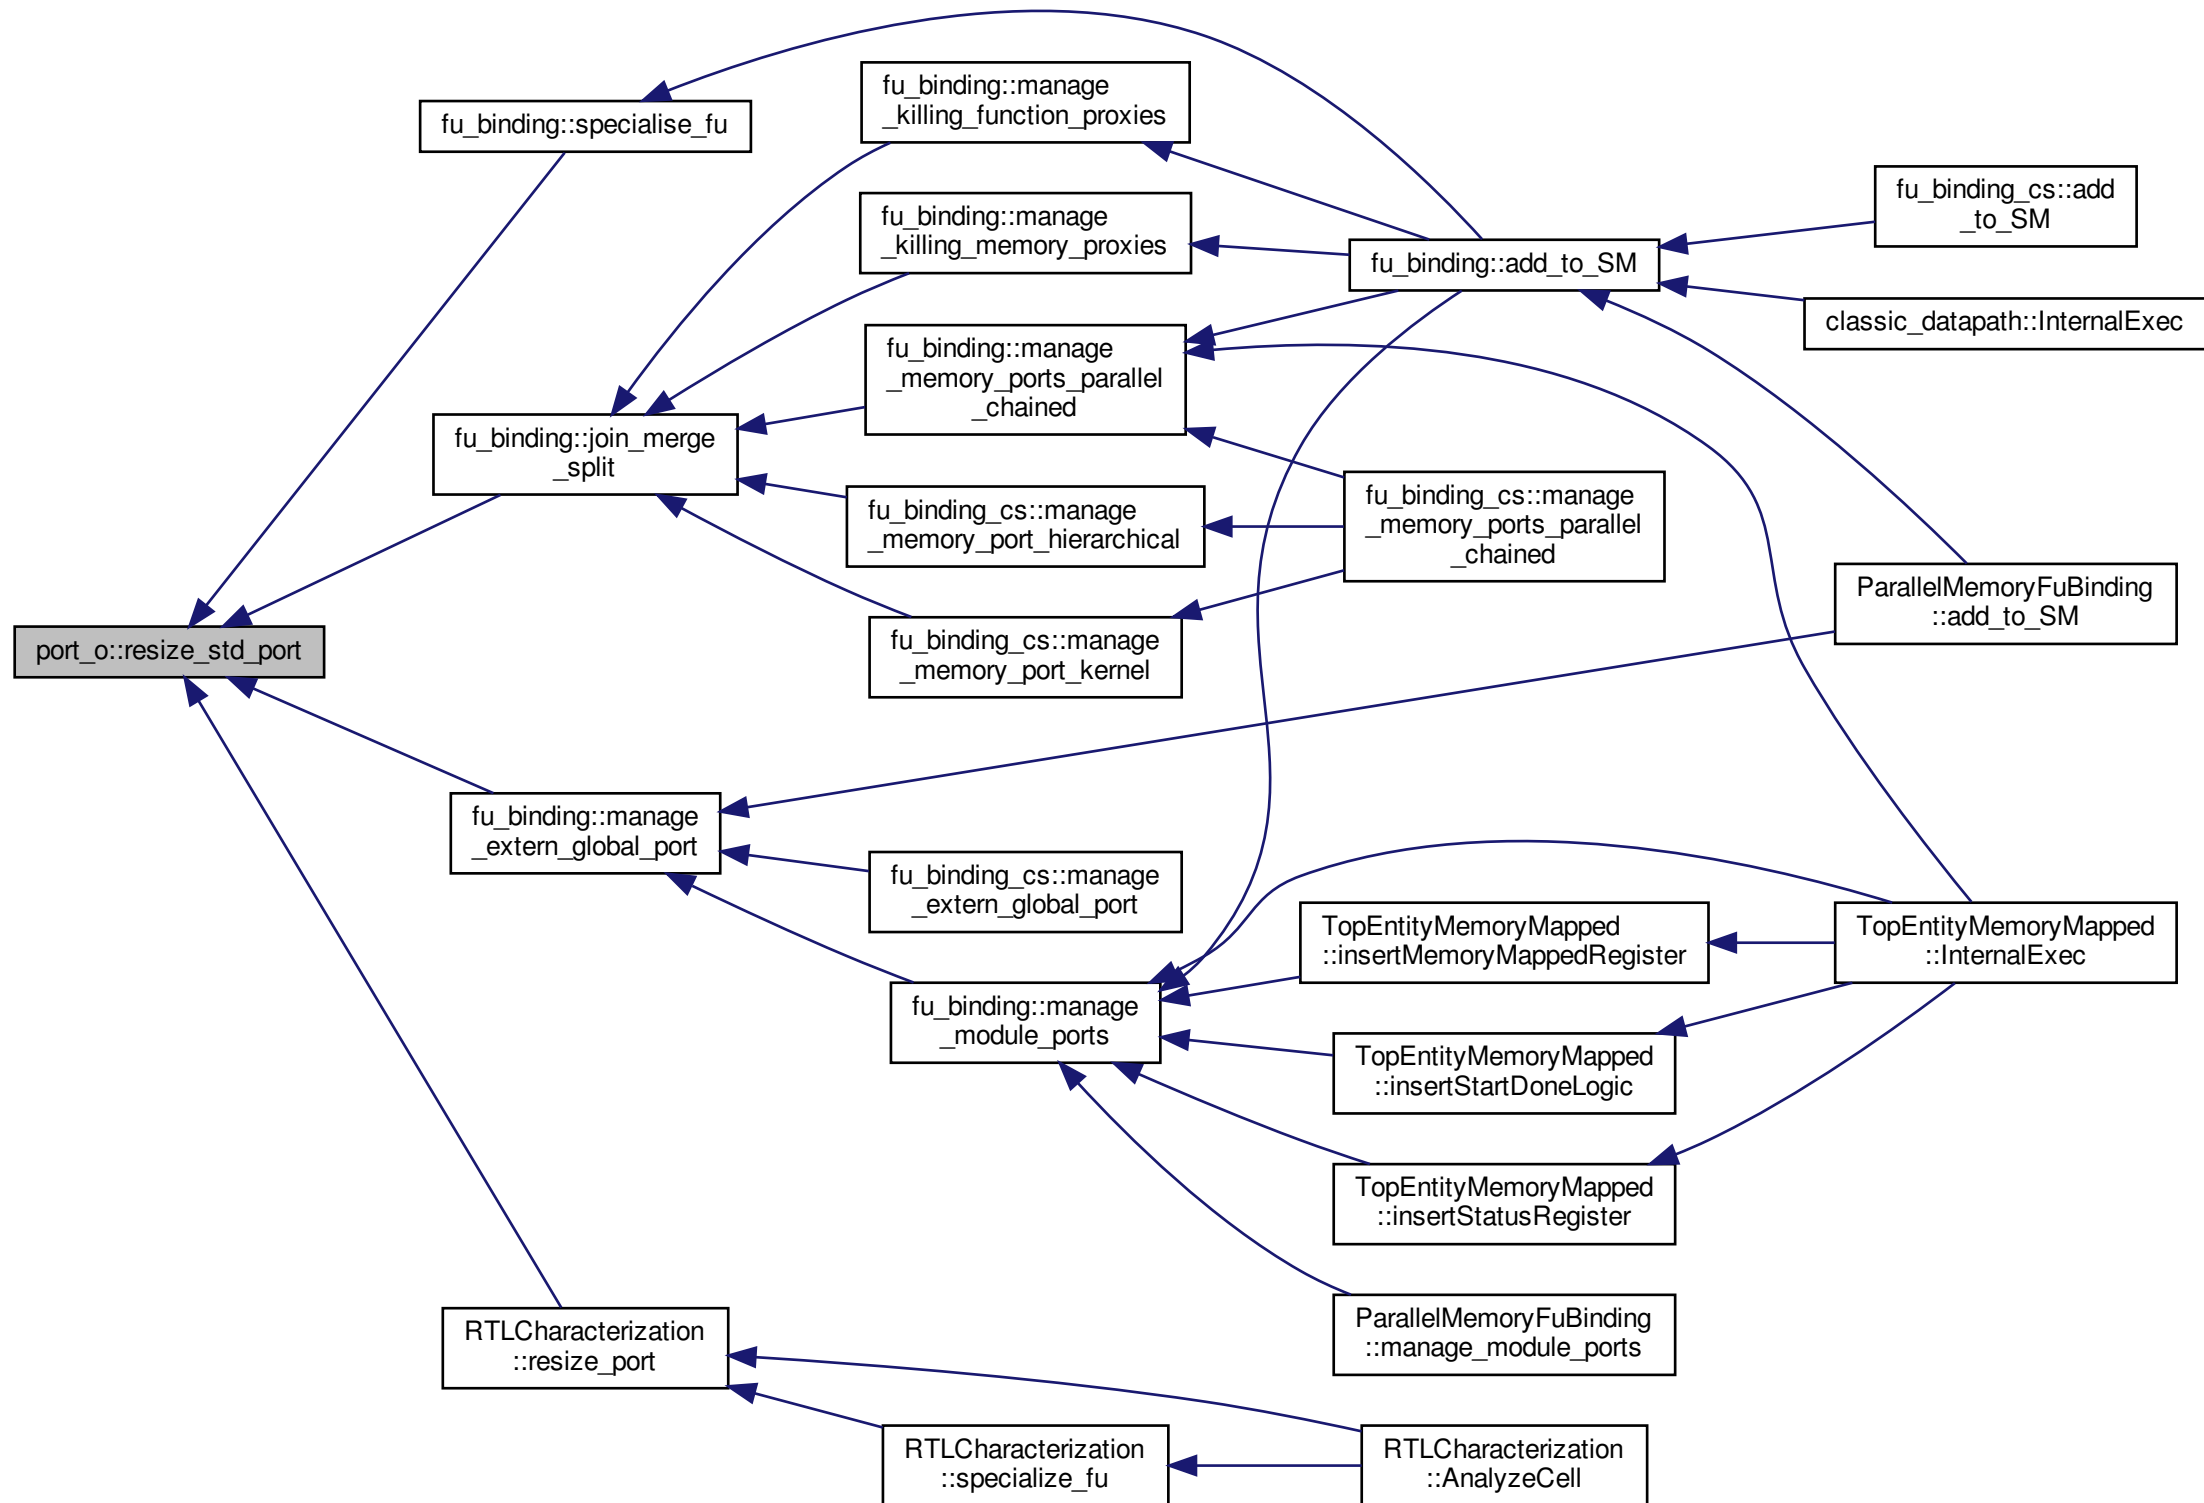 fu_binding::specialise_fu
fu_binding::manage
_killing_function_proxies
fu_binding::manage
_killing_memory_proxies
fu_binding::add_to_SM
fu_binding_cs::add
_to_SM
classic_datapath::InternalExec
fu_binding::manage
_memory_ports_parallel
_chained
fu_binding::join_merge
_split
fu_binding_cs::manage
_memory_port_hierarchical
fu_binding_cs::manage
_memory_ports_parallel
_chained
fu_binding_cs::manage
_memory_port_kernel
ParallelMemoryFuBinding
::add_to_SM
port_o::resize_std_port
fu_binding::manage
_extern_global_port
fu_binding_cs::manage
_extern_global_port
TopEntityMemoryMapped
::insertMemoryMappedRegister
TopEntityMemoryMapped
::InternalExec
fu_binding::manage
_module_ports
TopEntityMemoryMapped
::insertStartDoneLogic
TopEntityMemoryMapped
::insertStatusRegister
ParallelMemoryFuBinding
::manage_module_ports
RTLCharacterization
::resize_port
RTLCharacterization
::specialize_fu
RTLCharacterization
::AnalyzeCell